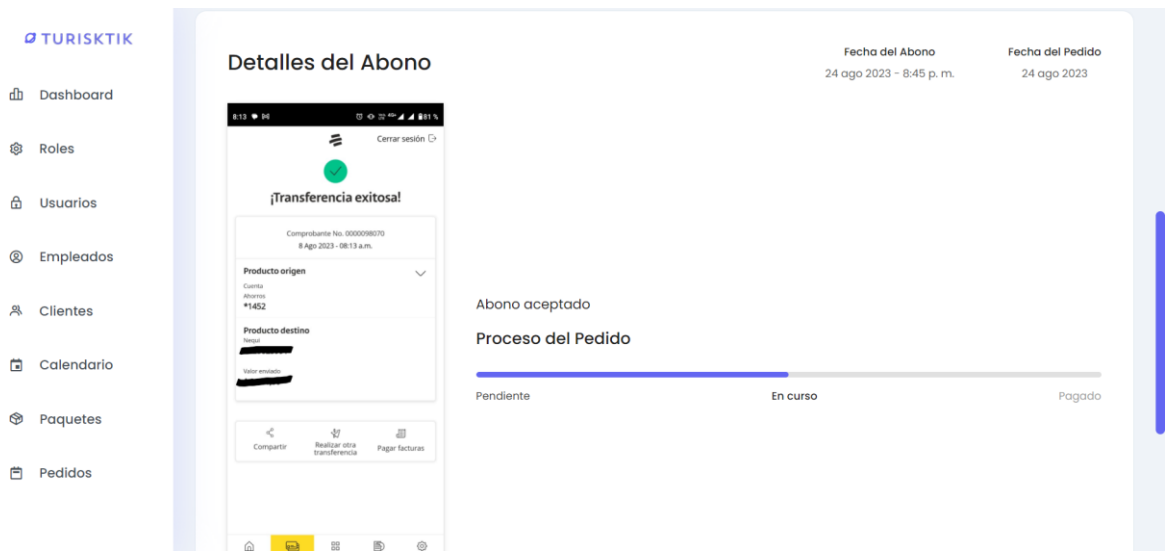 TURISKTIK
Dashboard
Roles
Usuarios
Empleados
Clientes
Calendario
Paquetes
Pedidos
Detalles del Abono
Fecha del Abono
24 ago 2023 - 8:45 p. m.
Fecha del Pedido
24 ago 2023
8:13
81 %
Cerrar sesión
¡Transferencia exitosa!
Comprobante No. 0000098070
8 Ago 2023 - 08:13 a.m.
Producto origen
Cuenta
Ahorros
*1452
Producto destino
Nequi
Valor enviado
Compartir
Realizar otra
transferencia
Pagar facturas
Abono aceptado
Proceso del Pedido
Pendiente
En curso
Pagado